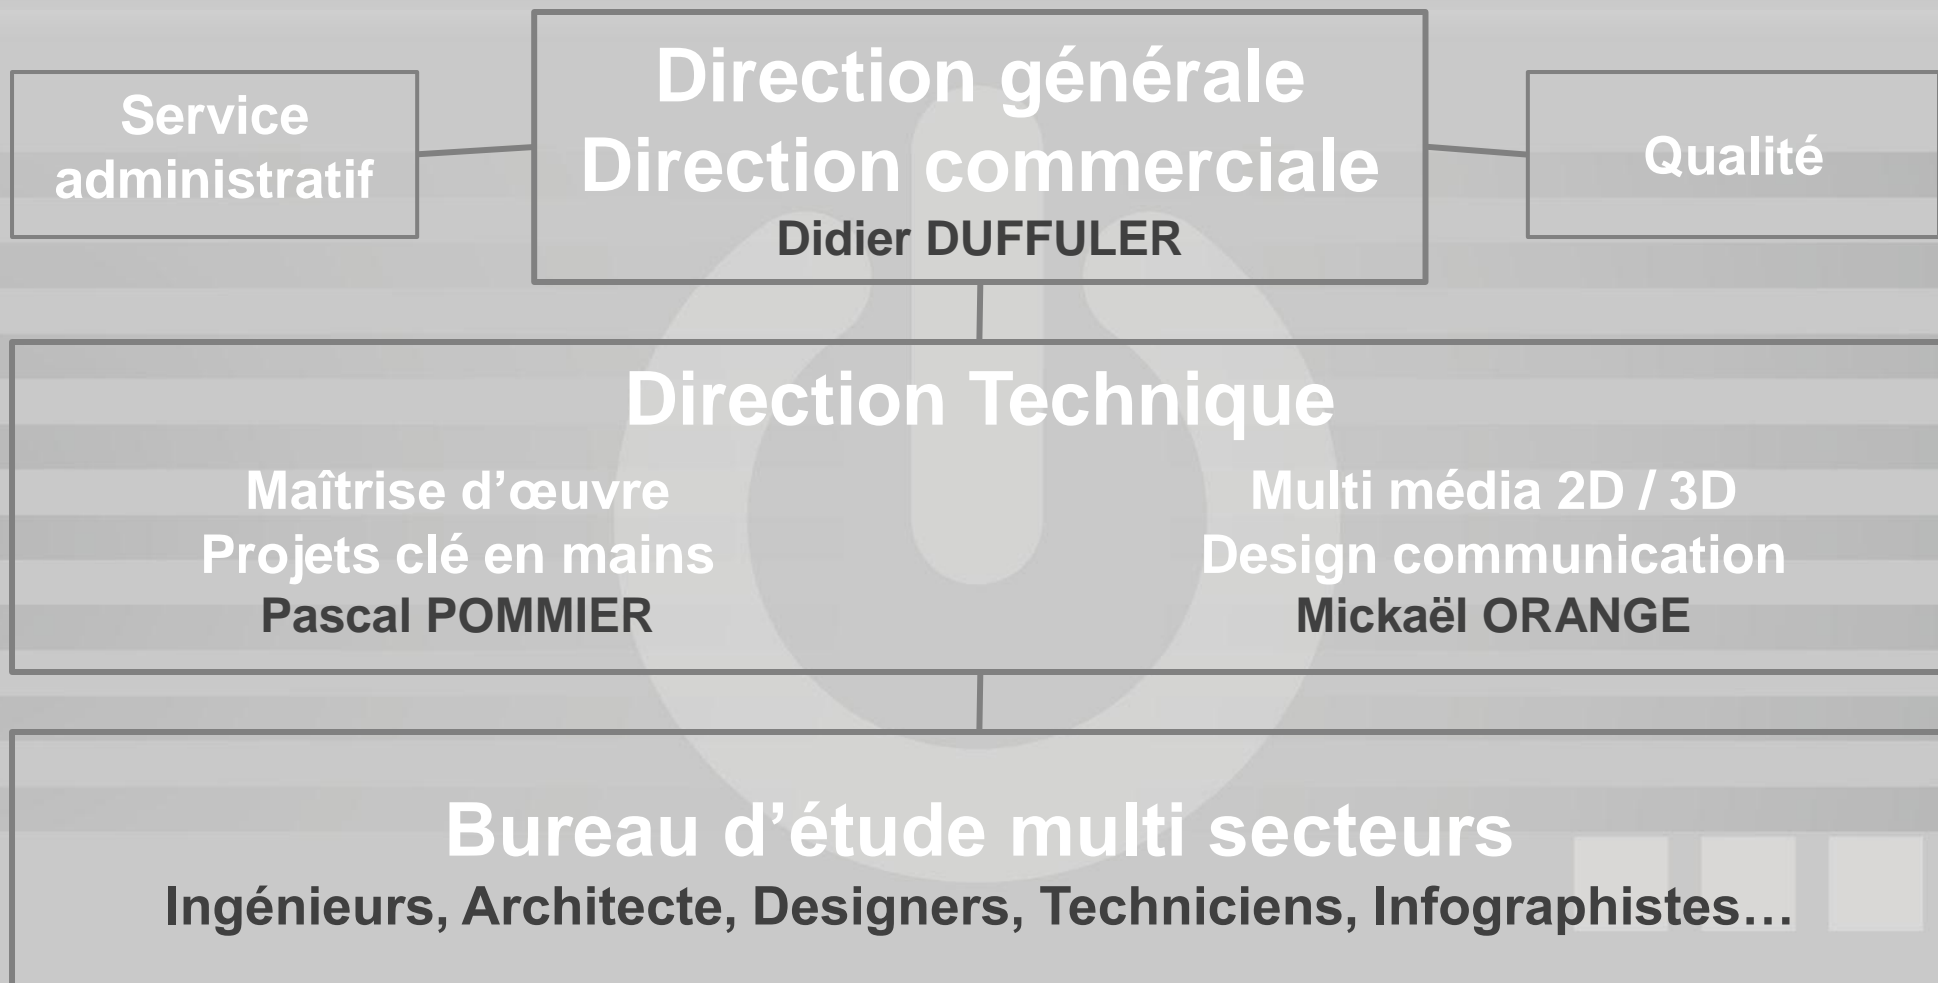 Service
administratif
Direction générale
Direction commerciale
Didier DUFFULER
Qualité
Direction Technique
Maîtrise d’œuvre
Projets clé en mains
Pascal POMMIER
Multi média 2D / 3D
Design communication
Mickaël ORANGE
Bureau d’étude multi secteurs
Ingénieurs, Architecte, Designers, Techniciens, Infographistes…